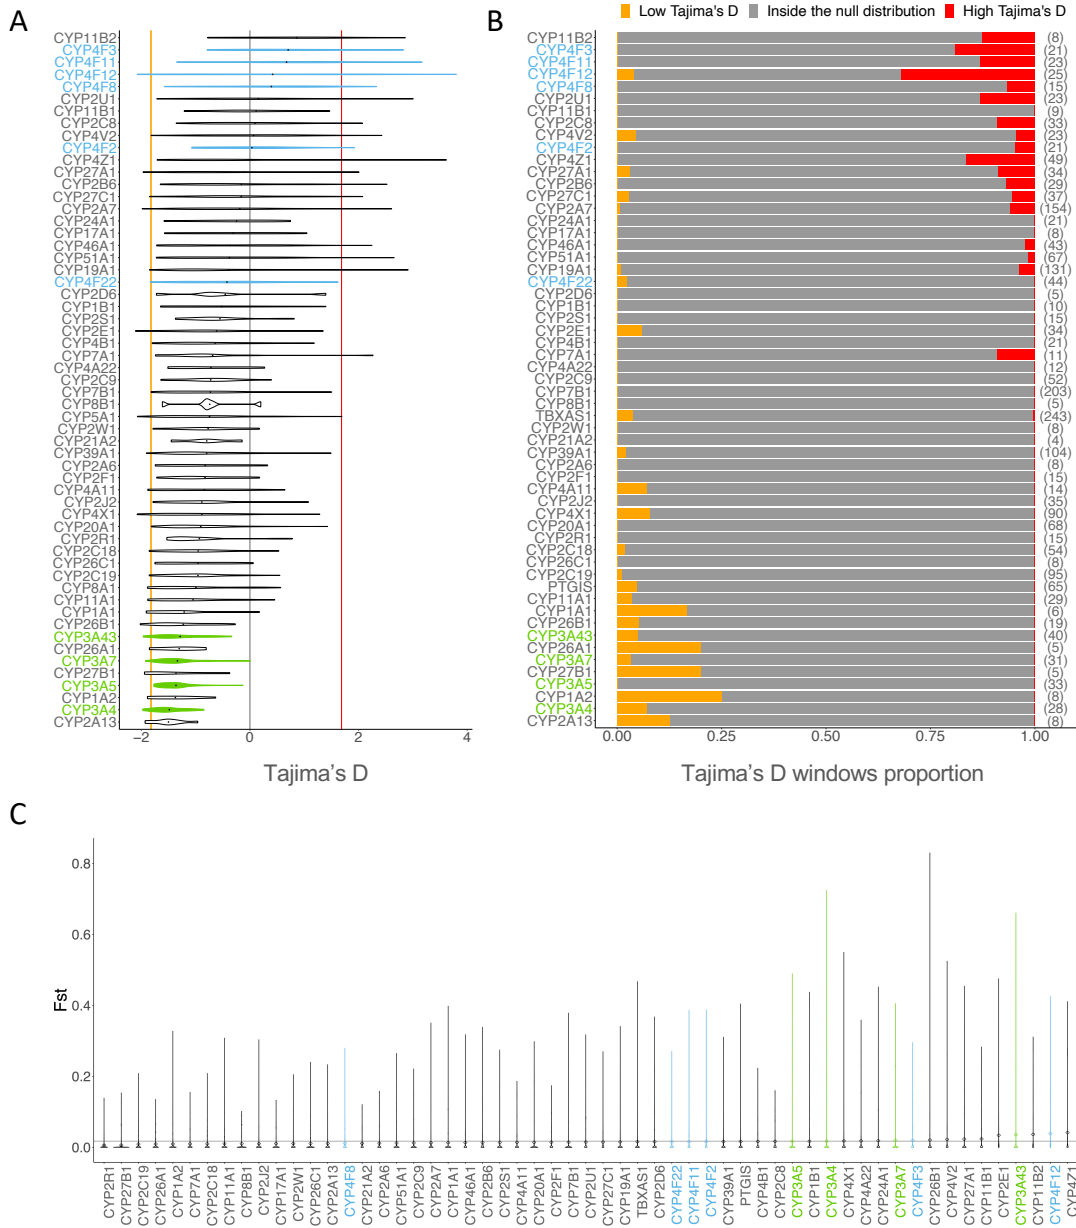 A
CYP11B2
CYP4F3
CYP4F11
CYP4F12
CYP4F8
CYP2U1
CYP11B1
CYP2C8
CYP4V2
CYP4F2
CYP4Z1
CYP27A1
CYP2B6
CYP27C1
CYP2A7
CYP24A1
CYP17A1
CYP46A1
CYP51A1
CYP19A1
CYP4F22
CYP2D6
CYP1B1
CYP2S1
CYP2E1
CYP4B1
CYP7A1
CYP4A22
CYP2C9
CYP7B1
CYP8B1
CYP5A1
CYP2W1
CYP21A2
CYP39A1
CYP2A6
CYP2F1
CYP4A11
CYP2J2
CYP4X1
CYP20A1
CYP2R1
CYP2C18
CYP26C1
CYP2C19
CYP8A1
CYP11A1
CYP1A1
CYP26B1
CYP3A43
CYP26A1
CYP3A7
CYP27B1
CYP3A5
CYP1A2
CYP3A4
CYP2A13
−2 0 2 4
Tajima's D
B
Low Tajima's D Inside the null distribution High Tajima's D
CYP11B2 (8)
CYP4F3 (21)
CYP4F11 (23)
CYP4F12 (25)
CYP4F8 (15)
CYP2U1 (23)
CYP11B1 (9)
CYP2C8 (33)
CYP4V2 (23)
CYP4F2 (21)
CYP4Z1 (49)
CYP27A1 (34)
CYP2B6 (29)
CYP27C1 (37)
CYP2A7 (154)
CYP24A1 (21)
CYP17A1 (8)
CYP46A1 (43)
CYP51A1 (67)
CYP19A1 (131)
CYP4F22 (44)
CYP2D6 (5)
CYP1B1 (10)
CYP2S1 (15)
CYP2E1 (34)
CYP4B1 (21)
CYP7A1 (11)
CYP4A22 (12)
CYP2C9 (52)
CYP7B1 (203)
CYP8B1 (5)
TBXAS1 (243)
CYP2W1 (8)
CYP21A2 (4)
CYP39A1 (104)
CYP2A6 (8)
CYP2F1 (15)
CYP4A11 (14)
CYP2J2 (35)
CYP4X1 (90)
CYP20A1 (68)
CYP2R1 (15)
CYP2C18 (54)
CYP26C1 (8)
CYP2C19 (95)
PTGIS (65)
CYP11A1 (29)
CYP1A1 (6)
CYP26B1 (19)
CYP3A43 (40)
CYP26A1 (5)
CYP3A7 (31)
CYP27B1 (5)
CYP3A5 (33)
CYP1A2 (8)
CYP3A4 (28)
CYP2A13 (8)
0.00 0.25 0.50 0.75 1.00
Tajima's D windows proportion
C
Fst
0.8
0.6
0.4
0.2
0.0
CYP2R1
CYP27B1
CYP2C19
CYP26A1
CYP1A2
CYP7A1
CYP2C18
CYP11A1
CYP8B1
CYP2J2
CYP17A1
CYP2W1
CYP26C1
CYP2A13
CYP4F8
CYP21A2
CYP2A6
CYP51A1
CYP2C9
CYP2A7
CYP1A1
CYP46A1
CYP2B6
CYP2S1
CYP4A11
CYP20A1
CYP2F1
CYP7B1
CYP2U1
CYP27C1
CYP19A1
TBXAS1
CYP2D6
CYP4F22
CYP4F11
CYP4F2
CYP39A1
PTGIS
CYP4B1
CYP2C8
CYP3A5
CYP1B1
CYP3A4
CYP4X1
CYP4A22
CYP24A1
CYP3A7
CYP4F3
CYP26B1
CYP4V2
CYP27A1
CYP11B1
CYP2E1
CYP3A43
CYP11B2
CYP4F12
CYP4Z1